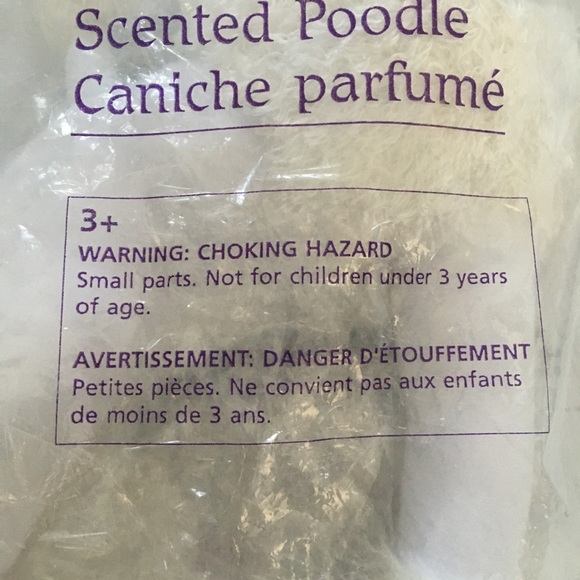 Scented Poodle
Caniche parfumé
3+
WARNING: CHOKING HAZARD
Small parts. Not for children under 3 years
of age.
AVERTISSEMENT: DANGER D'ÉTOUFFEMENT
Petites pièces. Ne convient pas aux enfants
de moins de 3 ans.